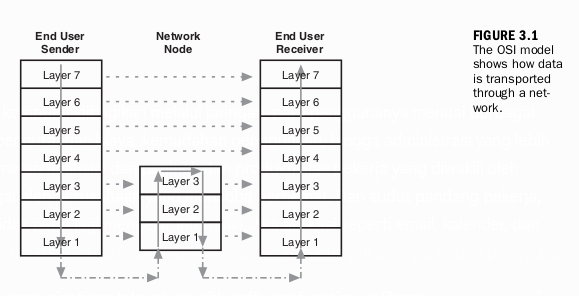 End User
Sender
Network
Node
End User
Receiver
FIGURE 3.1
The OSI model
shows how data
is transported
through a net-
work.
Layer 7
Layer 6
Layer 5
Layer 4
Layer 3
Layer 2
Layer 1
Layer 3
Layer 2
Layer 1
Layer 7
Layer 6
Layer 5
Layer 4
Layer 3
Layer 2
Layer 1